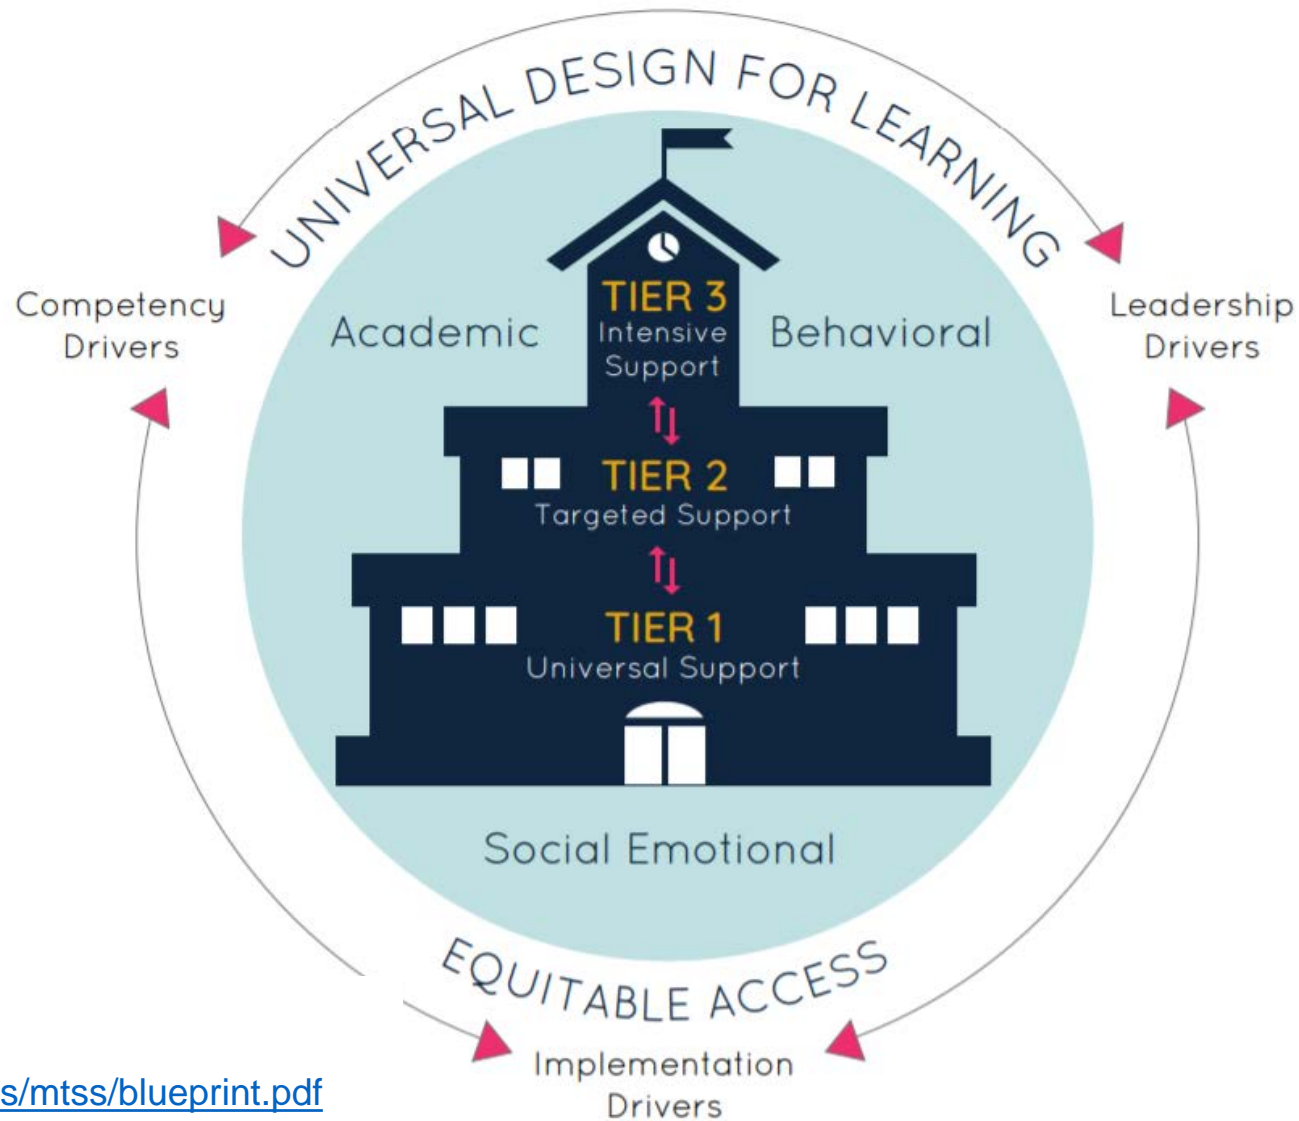 UNIVERSAL DESIGN FOR LEARNING
Competency
Drivers
Leadership
Drivers
Academic
Behavioral
TIER 3
Intensive
Support
TIER 2
Targeted Support
TIER 1
Universal Support
Social Emotional
EQUITABLE ACCESS
Implementation
Drivers
s/mtss/blueprint.pdf